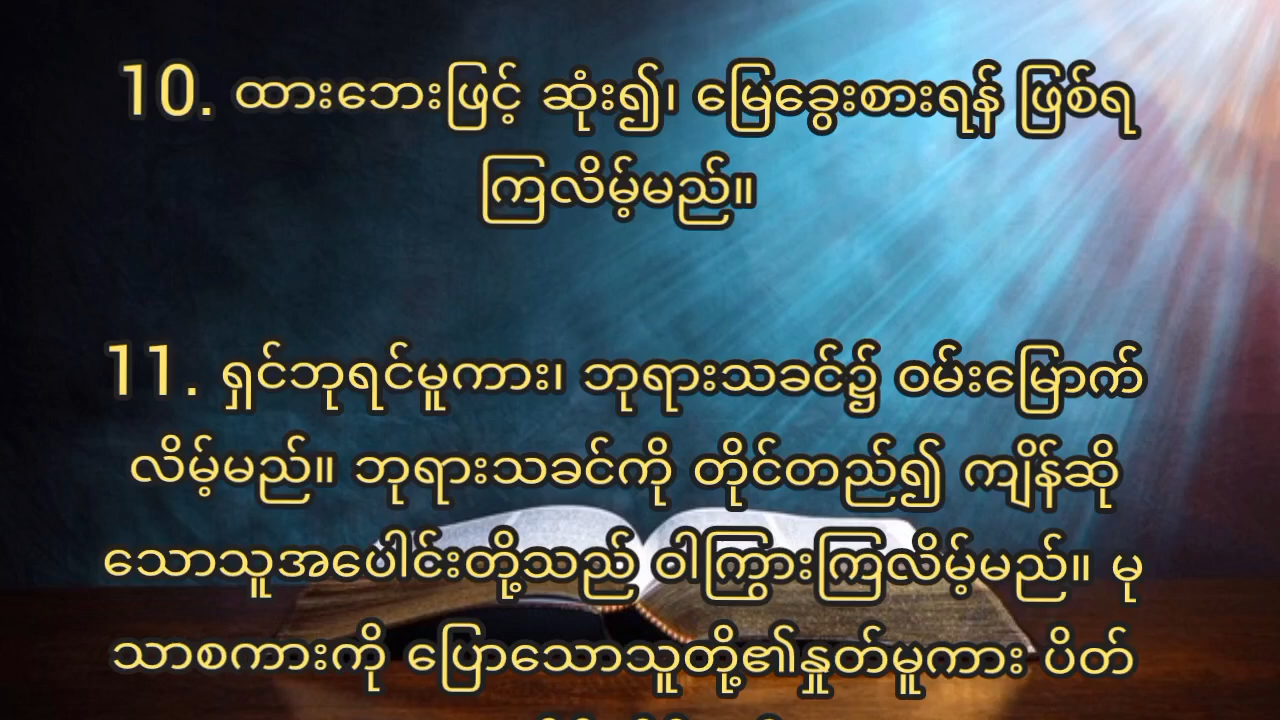 10. ထားဘေးဖြင့် ဆုံး၍၊ မြေခွေးစားရန် ဖြစ်ရ
ကြလိမ့်မည်။
11. ရှင်ဘုရင်မူကား၊ ဘုရားသခင်၌ ဝမ်းမြောက်
လိမ့်မည်။ ဘုရားသခင်ကို တိုင်တည်၍ ကျိန်ဆို
သောသူအပေါင်းတို့သည် ဝါကြွားကြလိမ့်မည်။ မု
သာစကားကို ပြောသောသူတို့၏နှုတ်မူကား ပိတ်